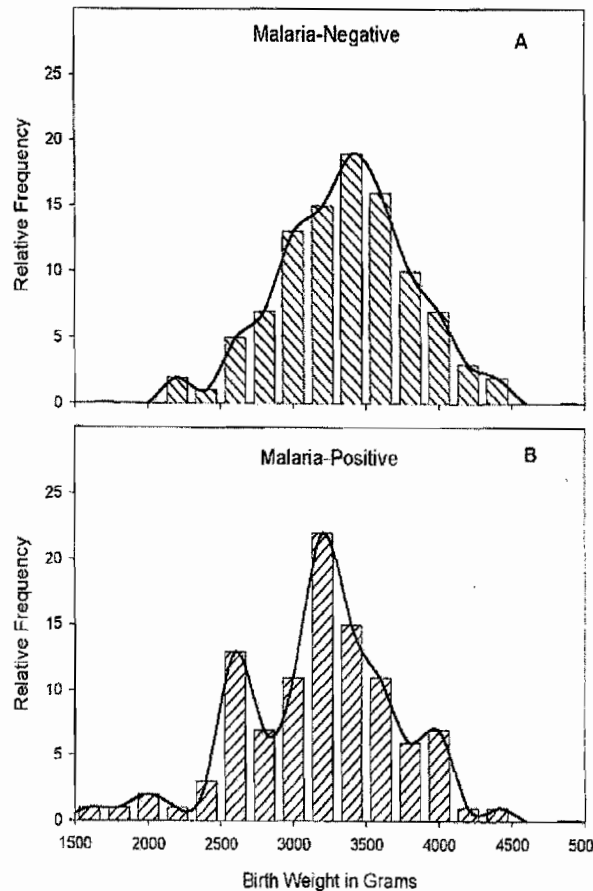 Malaria-Negative
A
25
20
15
10
5
0
Relative Frequency
Malaria-Positive
B
25
20
15
10
5
0
Relative Frequency
1500 2000 2500 3000 3500 4000 4500 500
Birth Weight in Grams